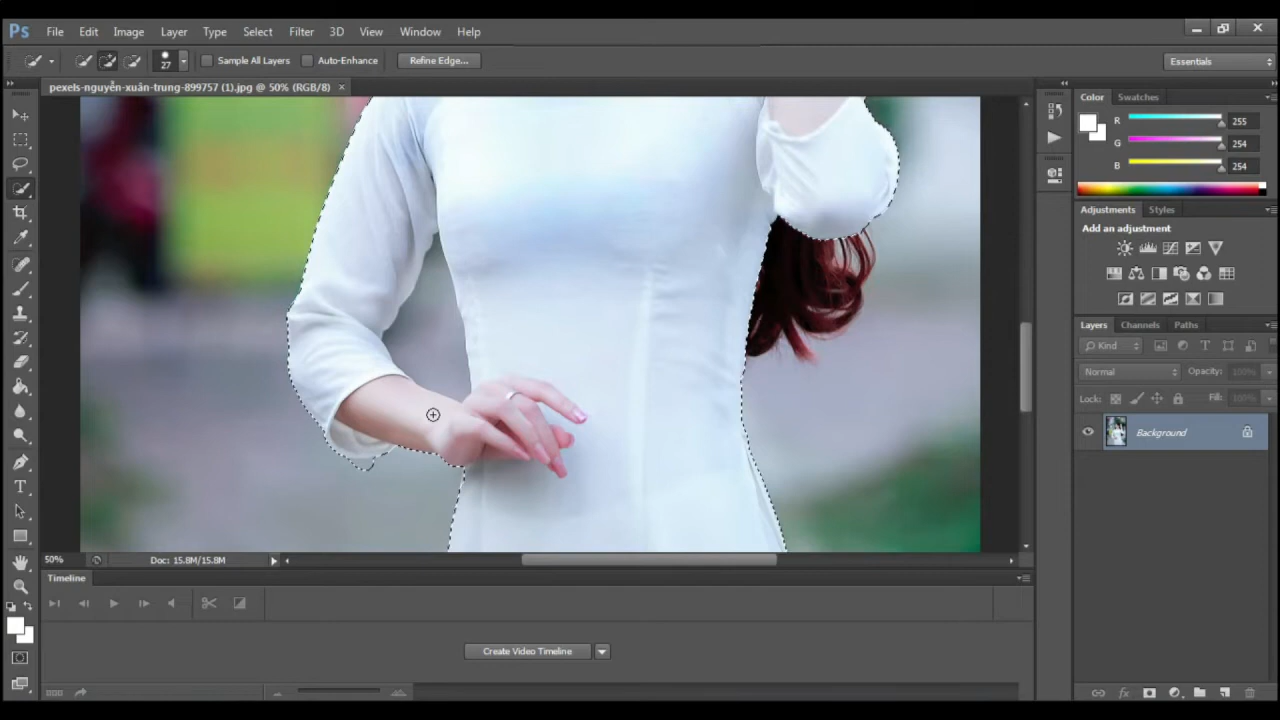 Ps File Edit Image Layer Type Select Filter 3D View Window Help
27 Sample All Layers Auto-Enhance Refine Edge... Essentials
pexels-nguyễn-xuân-trung-899757 (1).jpg @ 50% (RGB/8) ×
Color Swatches
R 255
G 254
B 254
Adjustments Styles
Add an adjustment
Layers Channels Paths
Kind
Normal Opacity: 100%
Lock: Fill: 100%
Background
50% Doc: 15.8M/15.8M
Timeline
Create Video Timeline